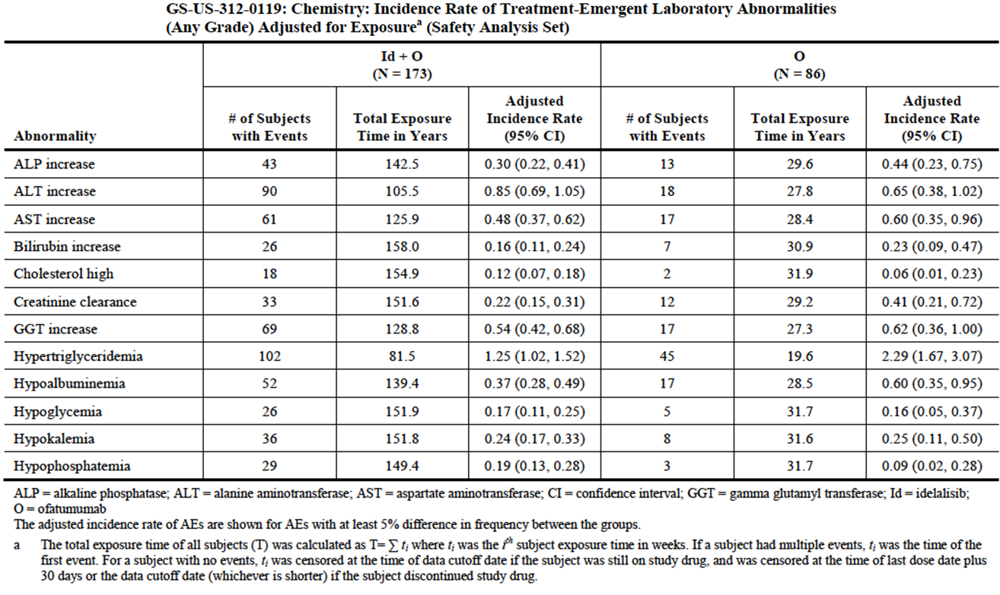 GS-US-312-0119: Chemistry: Incidence Rate of Treatment-Emergent Laboratory Abnormalities
(Any Grade) Adjusted for Exposureᵃ (Safety Analysis Set)
Id + O
(N = 173)
O
(N = 86)
Abnormality | # of Subjects with Events | Total Exposure Time in Years | Adjusted Incidence Rate (95% CI) | # of Subjects with Events | Total Exposure Time in Years | Adjusted Incidence Rate (95% CI)
ALP increase 43 142.5 0.30 (0.22, 0.41) 13 29.6 0.44 (0.23, 0.75)
ALT increase 90 105.5 0.85 (0.69, 1.05) 18 27.8 0.65 (0.38, 1.02)
AST increase 61 125.9 0.48 (0.37, 0.62) 17 28.4 0.60 (0.35, 0.96)
Bilirubin increase 26 158.0 0.16 (0.11, 0.24) 7 30.9 0.23 (0.09, 0.47)
Cholesterol high 18 154.9 0.12 (0.07, 0.18) 2 31.9 0.06 (0.01, 0.23)
Creatinine clearance 33 151.6 0.22 (0.15, 0.31) 12 29.2 0.41 (0.21, 0.72)
GGT increase 69 128.8 0.54 (0.42, 0.68) 17 27.3 0.62 (0.36, 1.00)
Hypertriglyceridemia 102 81.5 1.25 (1.02, 1.52) 45 19.6 2.29 (1.67, 3.07)
Hypoalbuminemia 52 139.4 0.37 (0.28, 0.49) 17 28.5 0.60 (0.35, 0.95)
Hypoglycemia 26 151.9 0.17 (0.11, 0.25) 5 31.7 0.16 (0.05, 0.37)
Hypokalemia 36 151.8 0.24 (0.17, 0.33) 8 31.6 0.25 (0.11, 0.50)
Hypophosphatemia 29 149.4 0.19 (0.13, 0.28) 3 31.7 0.09 (0.02, 0.28)
ALP = alkaline phosphatase; ALT = alanine aminotransferase; AST = aspartate aminotransferase; CI = confidence interval; GGT = gamma glutamyl transferase; Id = idelalisib;
O = ofatumumab
The adjusted incidence rate of AEs are shown for AEs with at least 5% difference in frequency between the groups.
a The total exposure time of all subjects (T) was calculated as T= ∑ tᵢ where tᵢ was the iᵗʰ subject exposure time in weeks. If a subject had multiple events, tᵢ was the time of the
first event. For a subject with no events, tᵢ was censored at the time of data cutoff date if the subject was still on study drug, and was censored at the time of last dose date plus
30 days or the data cutoff date (whichever is shorter) if the subject discontinued study drug.